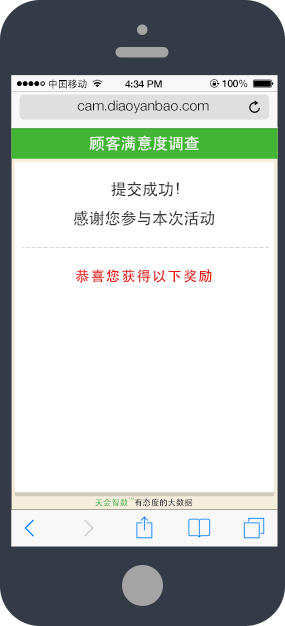 中国移动 4:34 PM 100%
cam.diaoyanbao.com
顾客满意度调查
提交成功!
感谢您参与本次活动
恭喜您获得以下奖励
天会智数™有态度的大数据